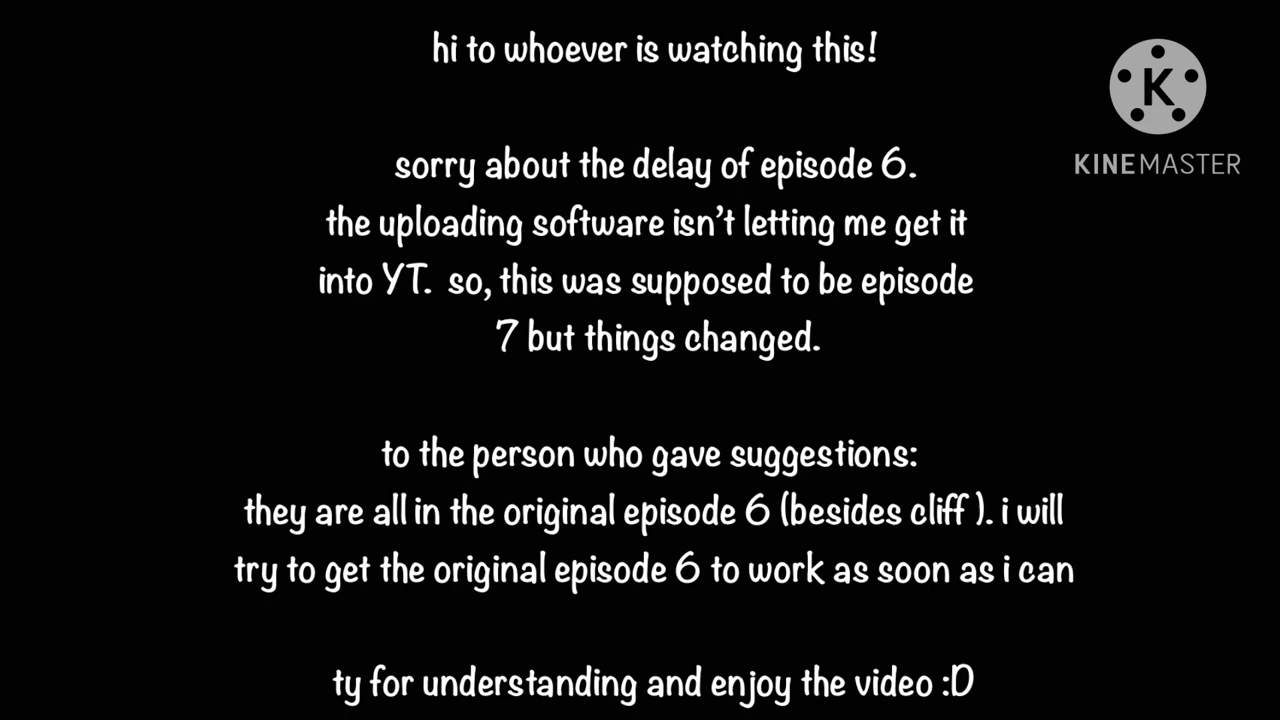 hi to whoever is watching this!
K
KINEMASTER
sorry about the delay of episode 6.
the uploading software isn't letting me get it
into YT.  so, this was supposed to be episode
7 but things changed.
to the person who gave suggestions:
they are all in the original episode 6 (besides cliff ). i will
try to get the original episode 6 to work as soon as i can
ty for understanding and enjoy the video :D